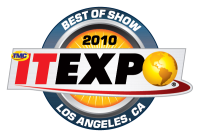 BEST OF SHOW
2010
TMC
ITEXPO
®
LOS ANGELES, CA